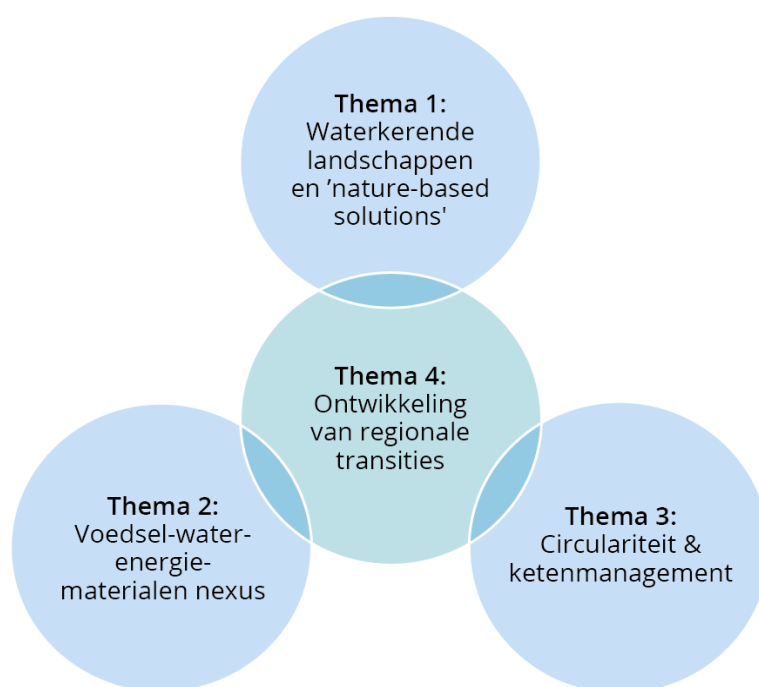 Thema 1:
Waterkerende
landschappen
en ’nature-based
solutions'
Thema 4:
Ontwikkeling
van regionale
transities
Thema 2:
Voedsel-water-
energie-
materialen nexus
Thema 3:
Circulariteit &
ketenmanagement